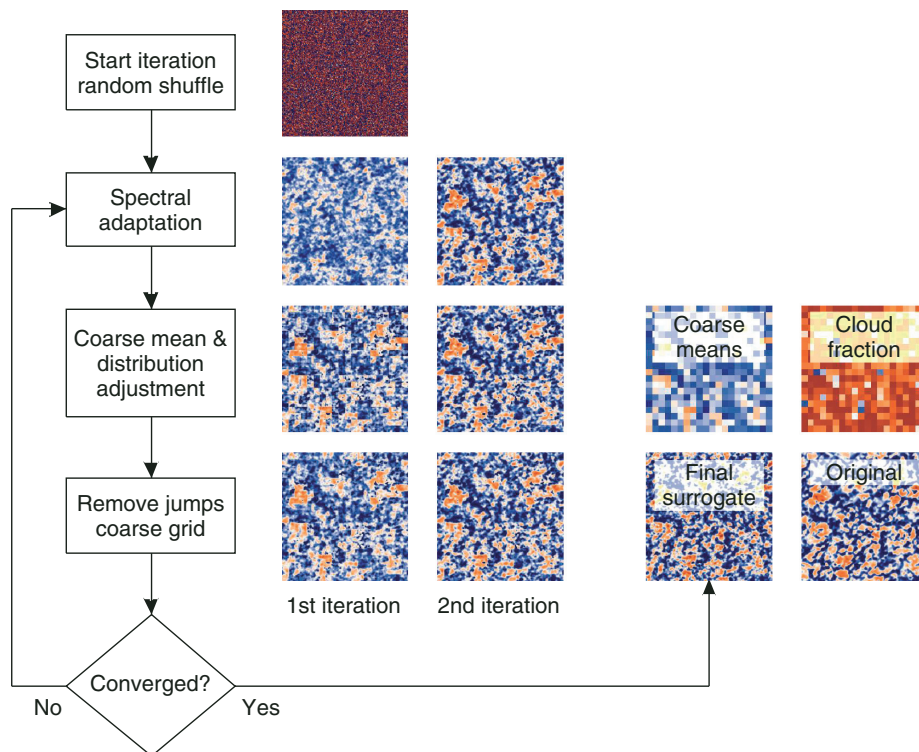 Start iteration
random shuffle
Spectral
adaptation
Coarse mean &
distribution
adjustment
Remove jumps
coarse grid
Converged?
No
Yes
1st iteration
2nd iteration
Coarse
means
Cloud
fraction
Final
surrogate
Original